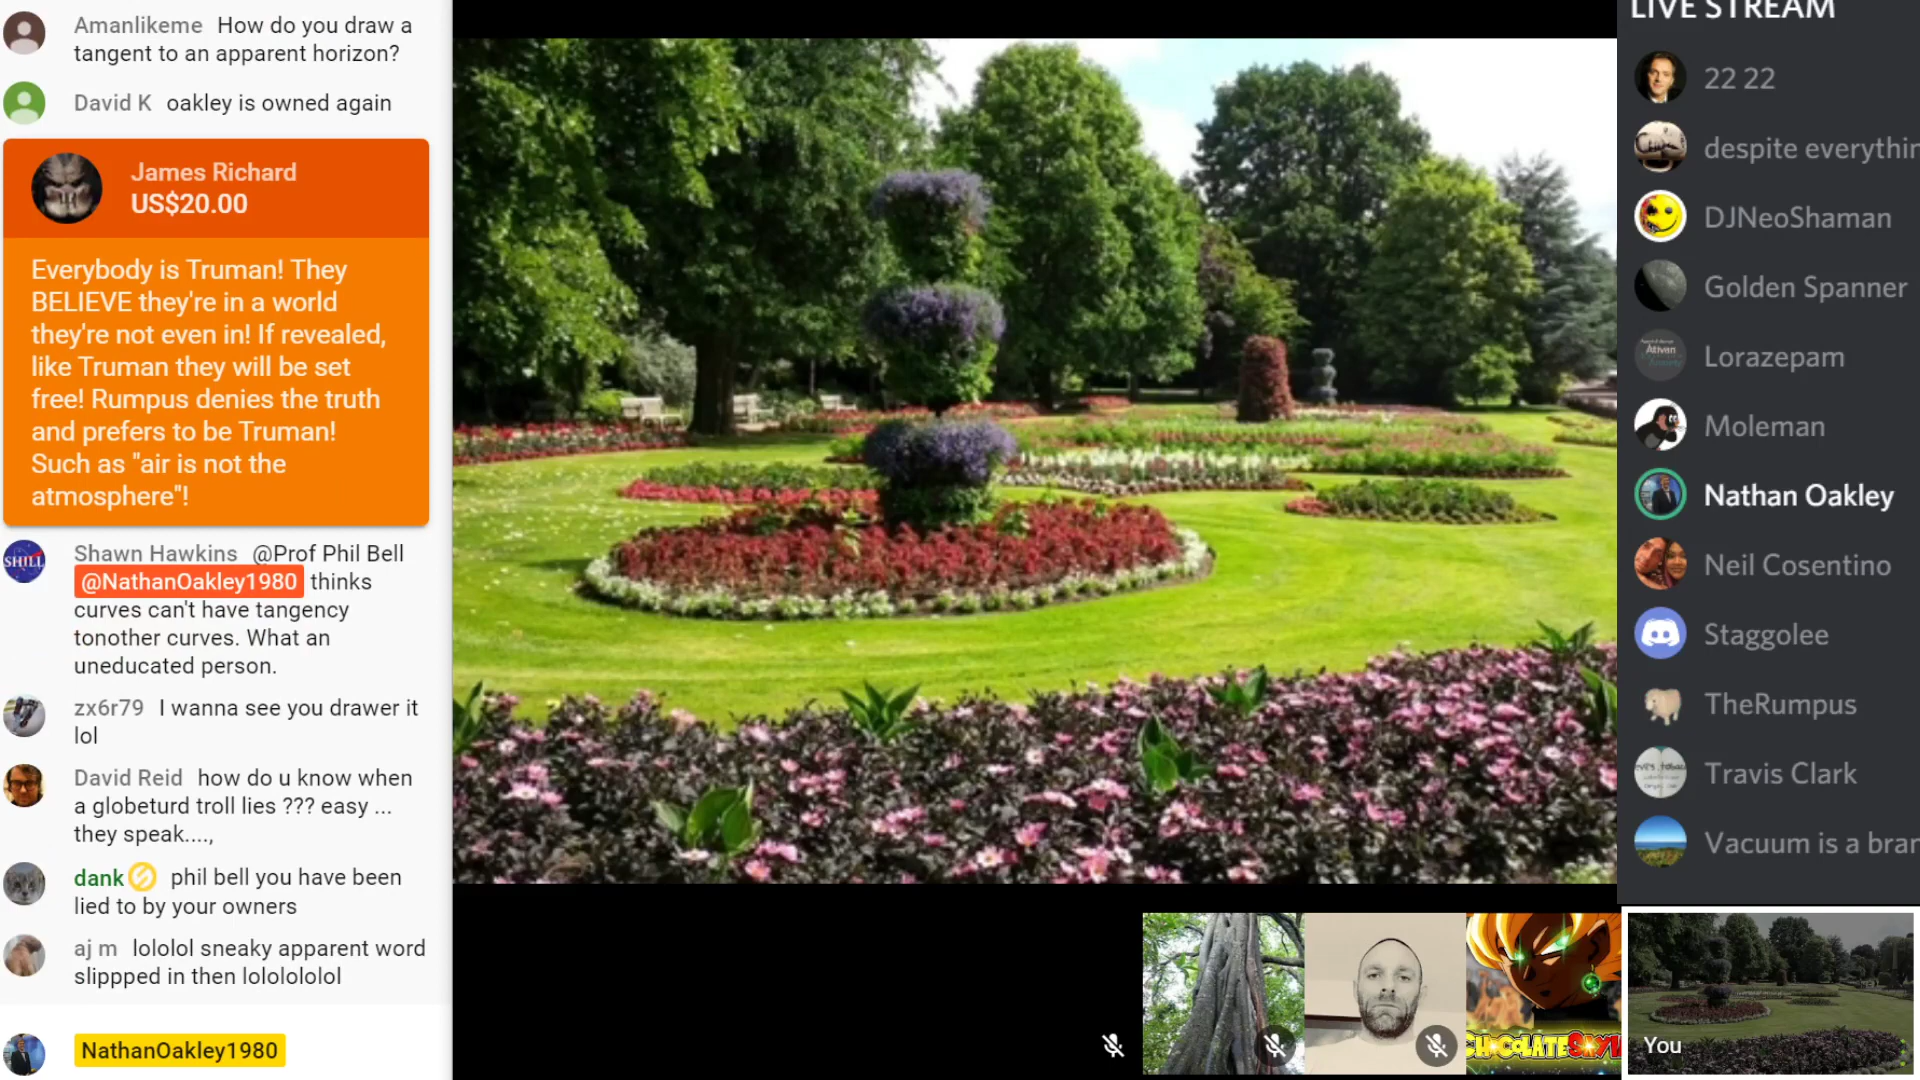 Amanlikeme How do you draw a
tangent to an apparent horizon?
David K oakley is owned again
James Richard
US$20.00
Everybody is Truman! They
BELIEVE they're in a world
they're not even in! If revealed,
like Truman they will be set
free! Rumpus denies the truth
and prefers to be Truman!
Such as "air is not the
atmosphere"!
SHILL
Shawn Hawkins @Prof Phil Bell
@NathanOakley1980 thinks
curves can't have tangency
tonother curves. What an
uneducated person.
zx6r79 I wanna see you drawer it
lol
David Reid how do u know when
a globeturd troll lies ??? easy ...
they speak....,
dank phil bell you have been
lied to by your owners
aj m lololol sneaky apparent word
slippped in then lolololololol
NathanOakley1980
LIVE STREAM
22 22
despite everythin
DJNeoShaman
Golden Spanner
Ativan
Lorazepam
Moleman
Nathan Oakley
Neil Cosentino
Staggolee
TheRumpus
Travis Clark
Vacuum is a bran
CHOCOLATE SAYI
You